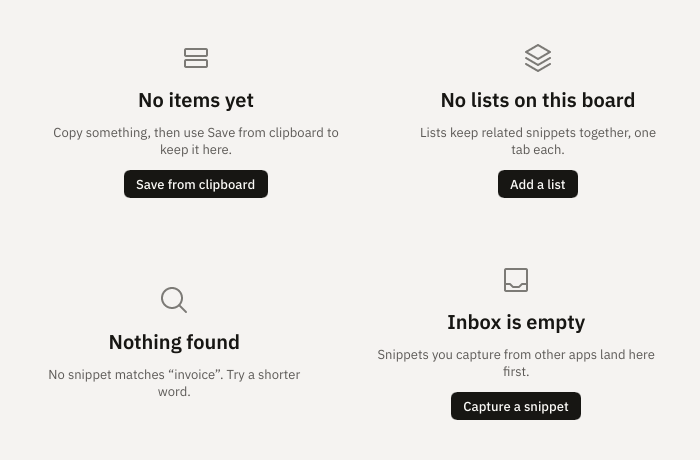 No items yet
Copy something, then use Save from clipboard to
keep it here.
Save from clipboard
No lists on this board
Lists keep related snippets together, one
tab each.
Add a list
Nothing found
No snippet matches “invoice”. Try a shorter
word.
Inbox is empty
Snippets you capture from other apps land here
first.
Capture a snippet